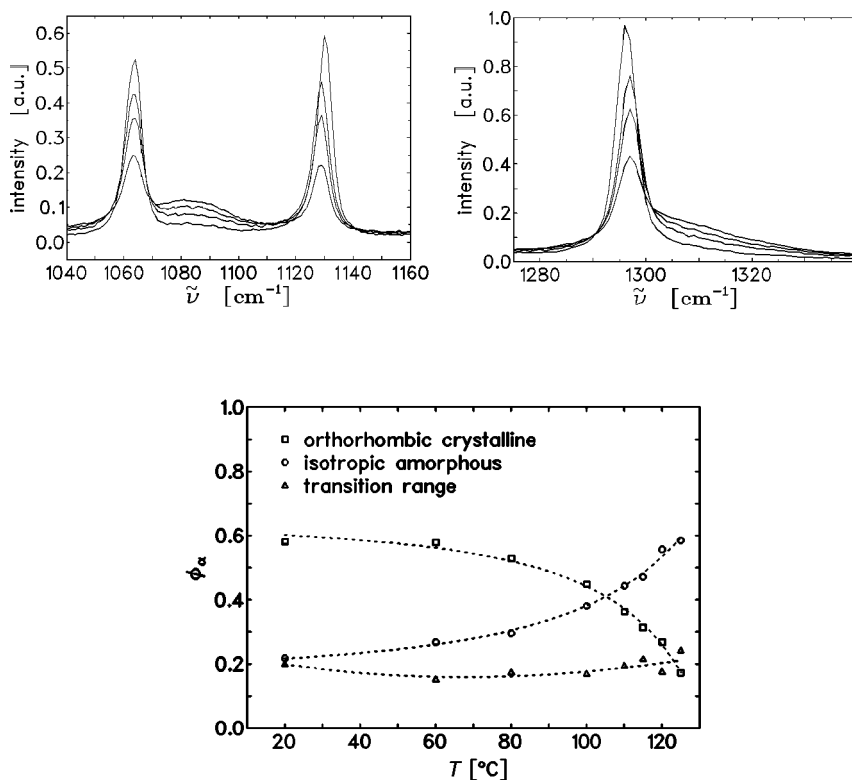 intensity [a.u.]
0.6
0.5
0.4
0.3
0.2
0.1
0.0
1040 1060 1080 1100 1120 1140 1160
ν̃ [cm⁻¹]
intensity [a.u.]
1.0
0.8
0.6
0.4
0.2
0.0
1280 1300 1320
ν̃ [cm⁻¹]
ϕα
1.0
0.8
0.6
0.4
0.2
0.0
orthorhombic crystalline
isotropic amorphous
transition range
20 40 60 80 100 120
T [°C]